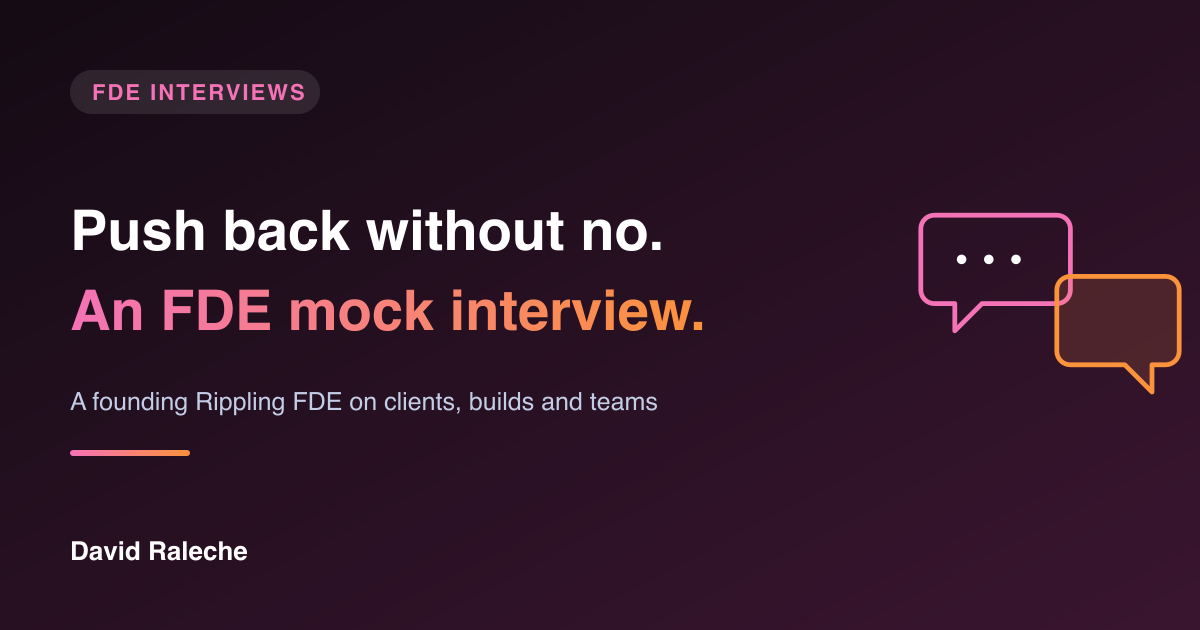 FDE INTERVIEWS
Push back without no.
An FDE mock interview.
A founding Rippling FDE on clients, builds and teams
David Raleche